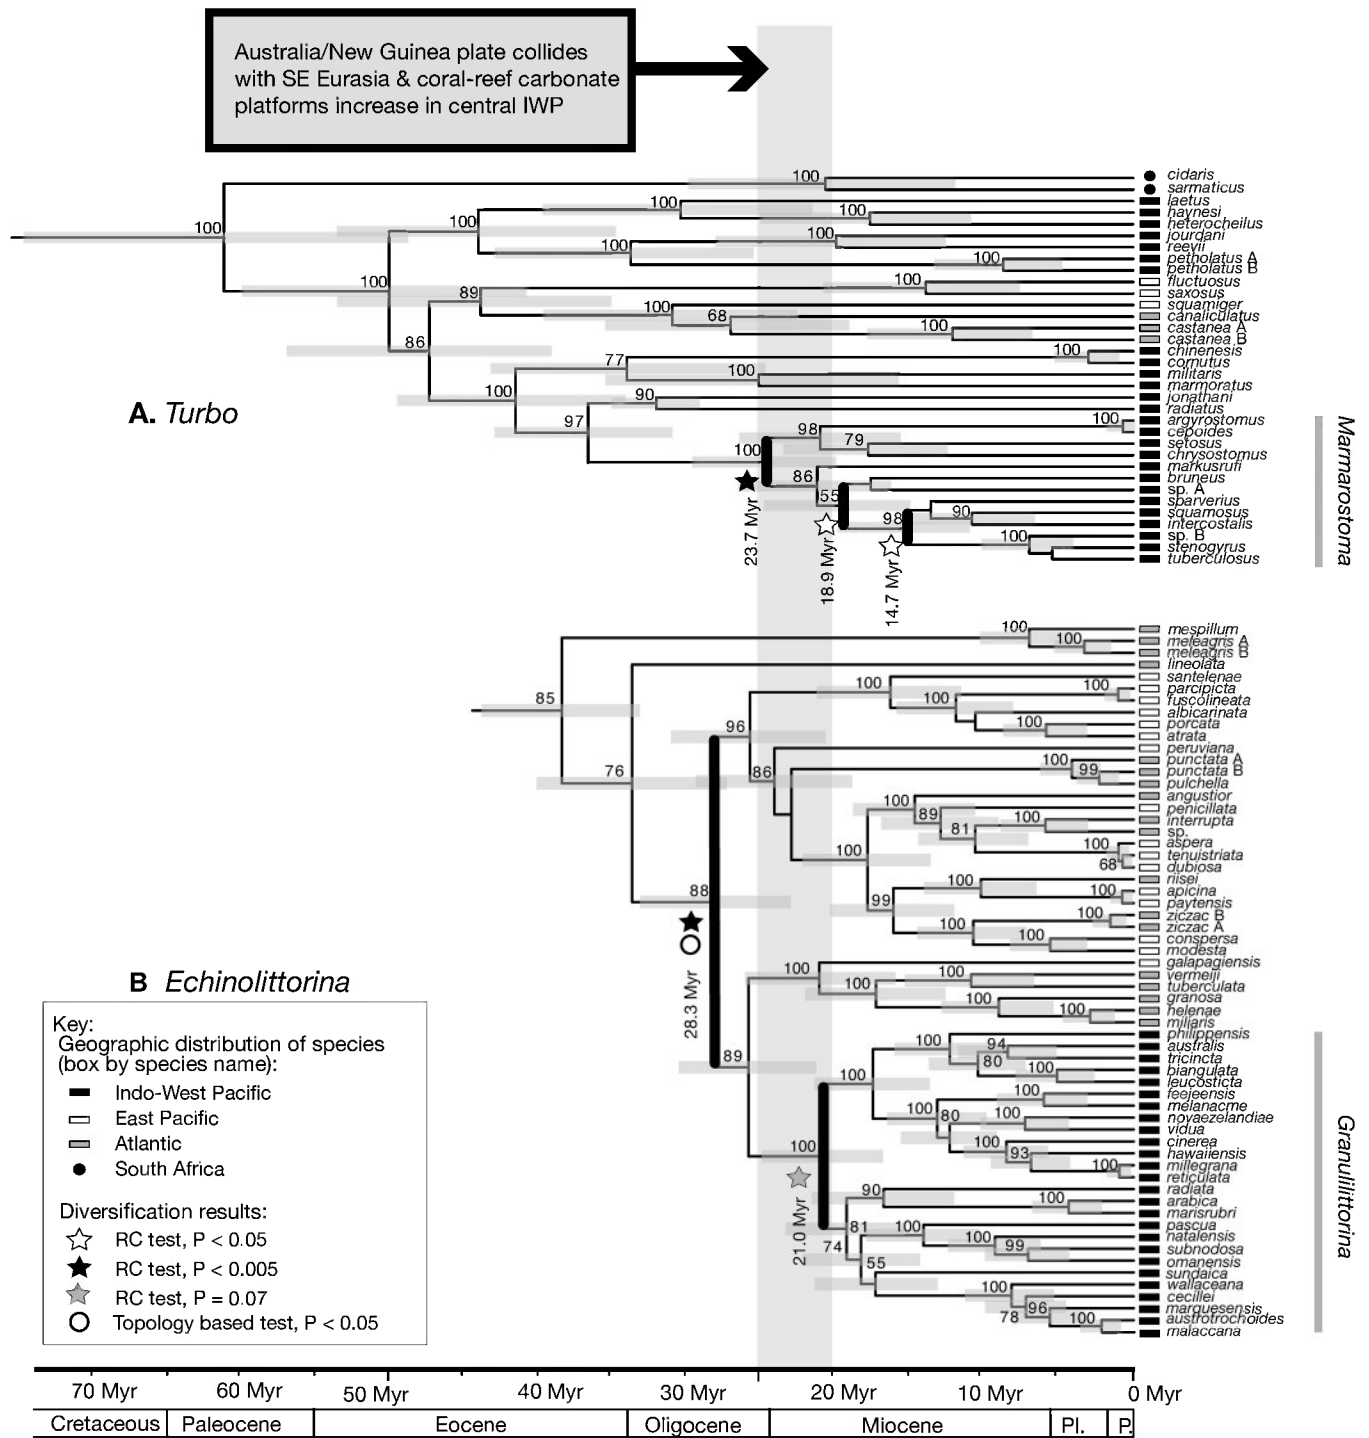 Australia/New Guinea plate collides
with SE Eurasia & coral-reef carbonate
platforms increase in central IWP
100 cidaris
sarmaticus
100 laetus
100 haynesi
100 heterocheilus
100
100 jourdani
100 reevii
100 petholatus A
petholatus B
100
89 100 fluctuosus
saxosus
100 squamiger
68 canaliculatus
100 castanea A
castanea B
86 100 chinenesis
77 cornutus
100 militaris
marmoratus
100 90 jonathani
radiatus
A. Turbo
97 100 argyrostomus
98 cepoides
79 setosus
100 chrysostomus
86 markusrufi
bruneus
55 sp. A
sparverius
98 90 squamosus
intercostalis
100 sp. B
stenogyrus
tuberculosus
23.7 Myr
18.9 Myr
14.7 Myr
Marmarostoma
100 mespillum
100 meleagris A
meleagris B
lineolata
85 100 santelenae
100 parcipicta
100 fuscolineata
albicarinata
96 100 porcata
atrata
76 86 peruviana
100 punctata A
99 punctata B
pulchella
100 angustior
89 penicillata
100 interrupta
81 sp.
100 100 aspera
tenuistriata
68 dubiosa
88 100 riisei
100 apicina
99 paytensis
100 ziczac B
ziczac A
100 conspersa
modesta
28.3 Myr
B Echinolittorina
100 galapagiensis
100 vermeiji
100 tuberculata
100 granosa
100 helenae
miliaris
89 philippensis
100 94 australis
80 tricincta
100 100 biangulata
leucosticta
100 feejeensis
100 melanacme
80 100 novaezelandiae
vidua
100 100 cinerea
93 hawaiiensis
100 millegrana
reticulata
90 radiata
100 arabica
marisrubri
21.0 Myr
81 100 pascua
100 natalensis
74 99 subnodosa
55 omanensis
sundaica
100 wallaceana
cecillei
96 marquesensis
78 100 austrotrochoides
malaccana
Granulilittorina
Key:
Geographic distribution of species
(box by species name):
Indo-West Pacific
East Pacific
Atlantic
South Africa
Diversification results:
RC test, P < 0.05
RC test, P < 0.005
RC test, P = 0.07
Topology based test, P < 0.05
70 Myr 60 Myr 50 Myr 40 Myr 30 Myr 20 Myr 10 Myr 0 Myr
Cretaceous Paleocene Eocene Oligocene Miocene Pl. P.